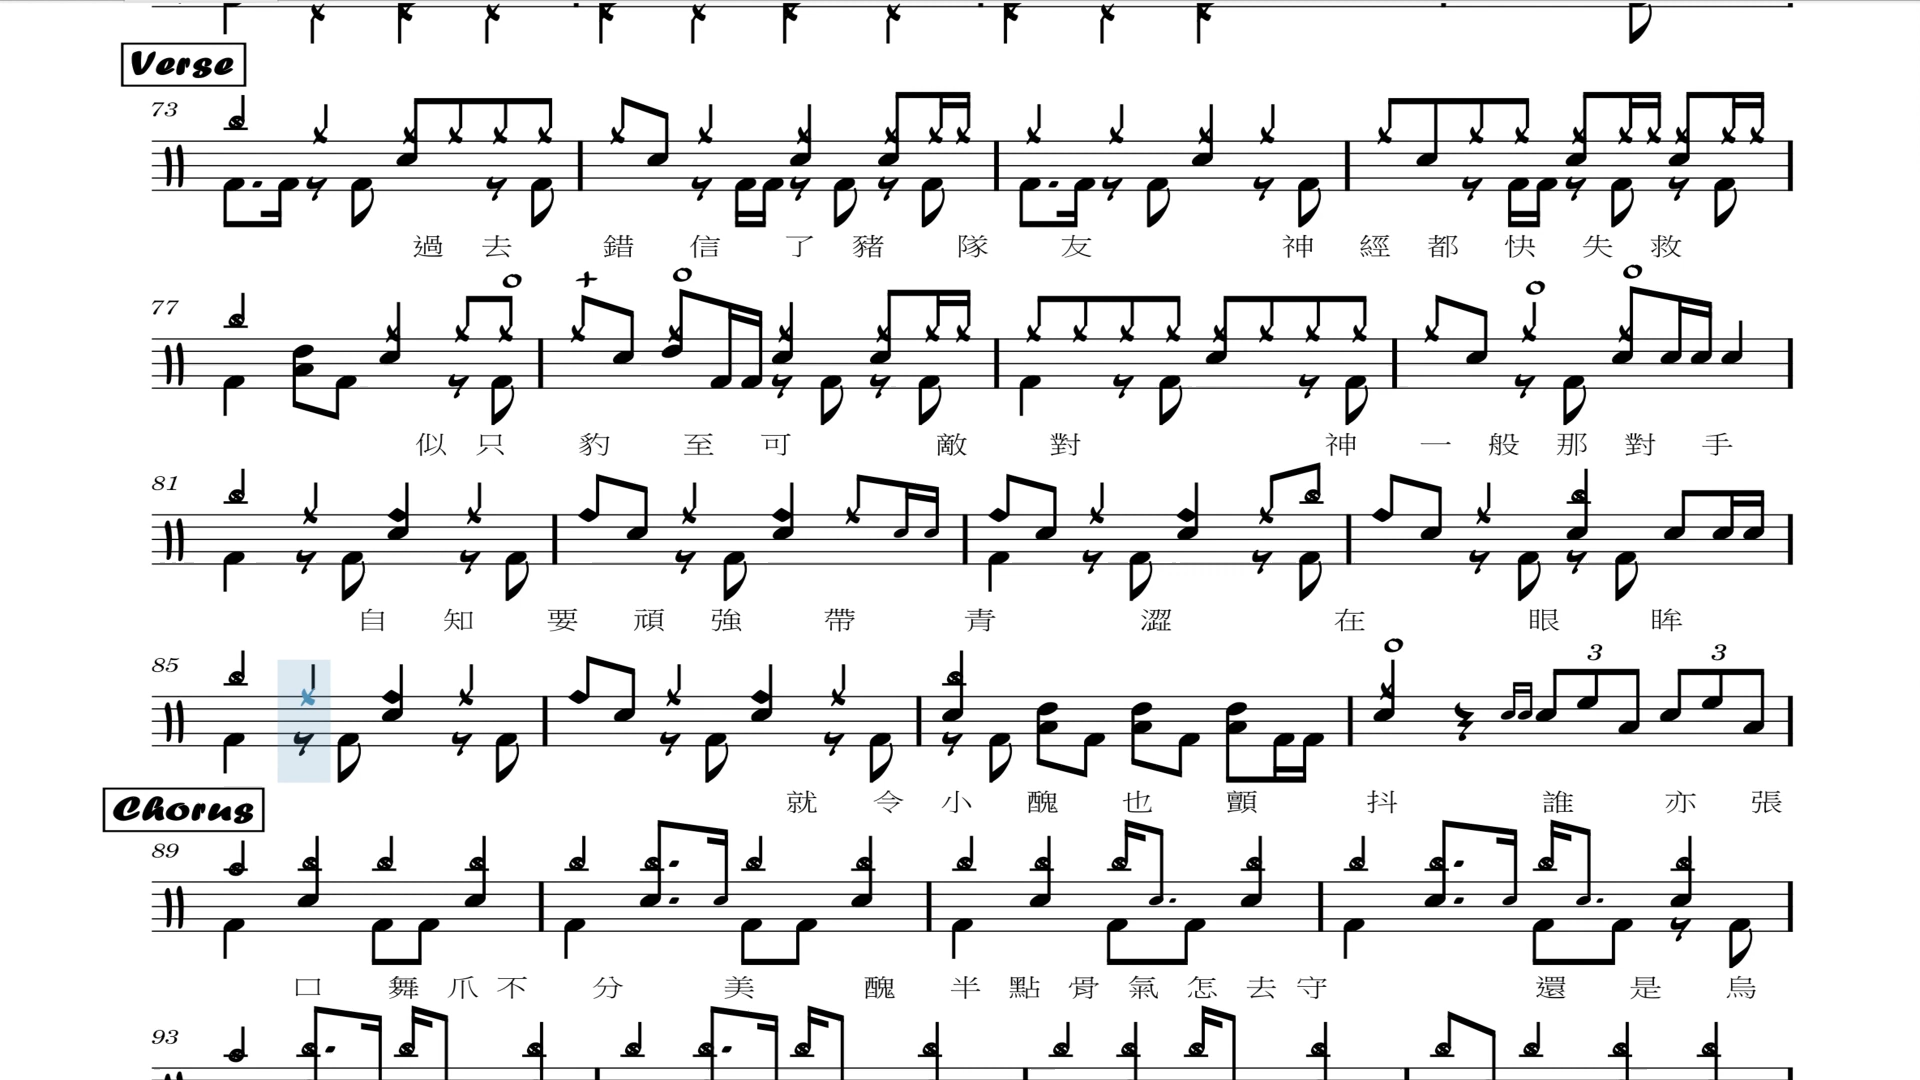 Verse
73
過去 錯信了豬隊友 神經都快失救
77
似只豹至可敵對 神一般那對手
81
自知要頑強帶青澀在眼眸
85
3 3
就令小醜也顫抖 誰亦張
Chorus
89
口舞爪不分美醜半點骨氣怎去守 還是烏
93